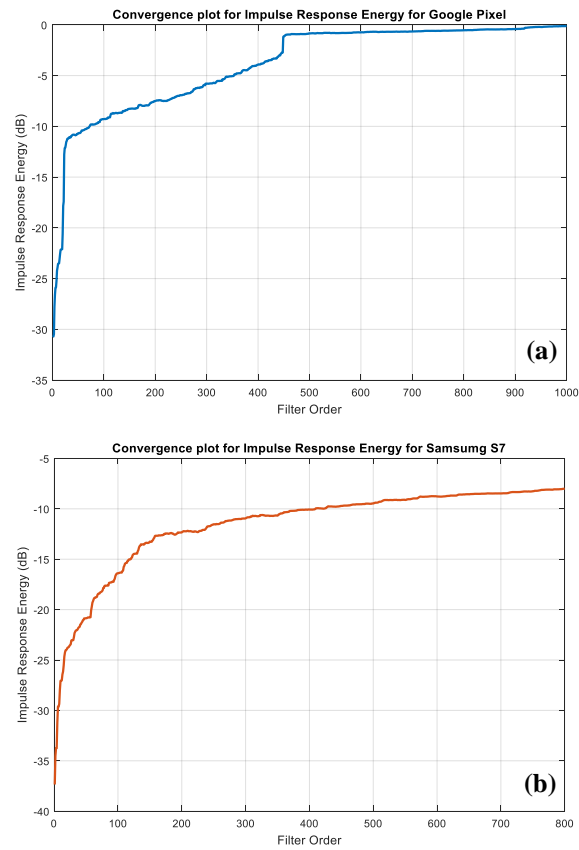 Convergence plot for Impulse Response Energy for Google Pixel
Impulse Response Energy (dB)
0
-5
-10
-15
-20
-25
-30
-35
(a)
0 100 200 300 400 500 600 700 800 900 1000
Filter Order
Convergence plot for Impulse Response Energy for Samsumg S7
Impulse Response Energy (dB)
-5
-10
-15
-20
-25
-30
-35
-40
(b)
0 100 200 300 400 500 600 700 800
Filter Order